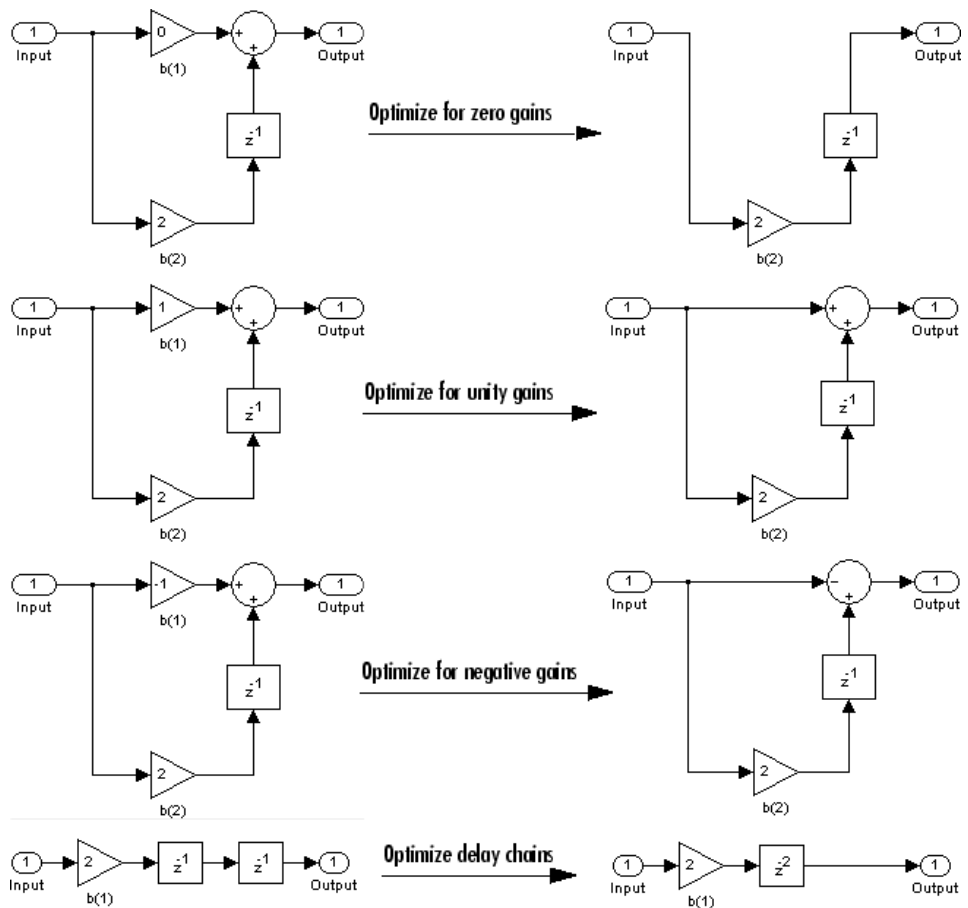 1
Input
0
b(1)
+
+
1
Output
z-1
2
b(2)
Optimize for zero gains
1
Input
1
Output
z-1
2
b(2)
1
Input
1
b(1)
+
+
1
Output
z-1
2
b(2)
Optimize for unity gains
1
Input
+
+
1
Output
z-1
2
b(2)
1
Input
-1
b(1)
+
+
1
Output
z-1
2
b(2)
Optimize for negative gains
1
Input
−
+
1
Output
z-1
2
b(2)
1
Input
2
b(1)
z-1
z-1
1
Output
Optimize delay chains
1
Input
2
b(1)
z-2
1
Output